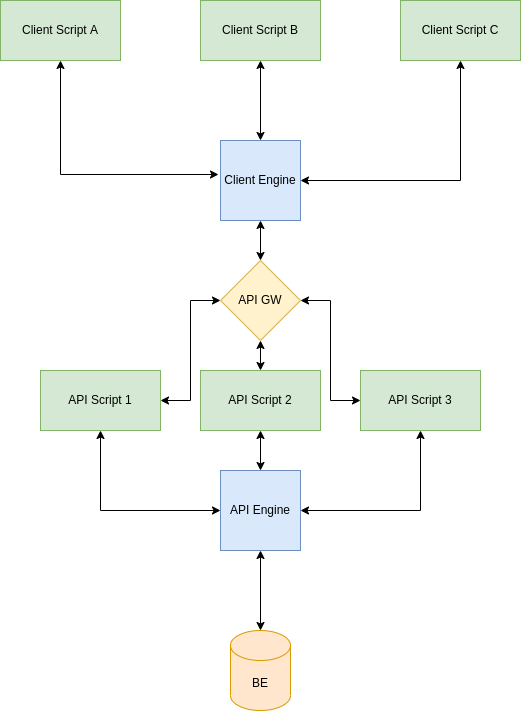 Client Script A
Client Script B
Client Script C
Client Engine
API GW
API Script 1
API Script 2
API Script 3
API Engine
BE